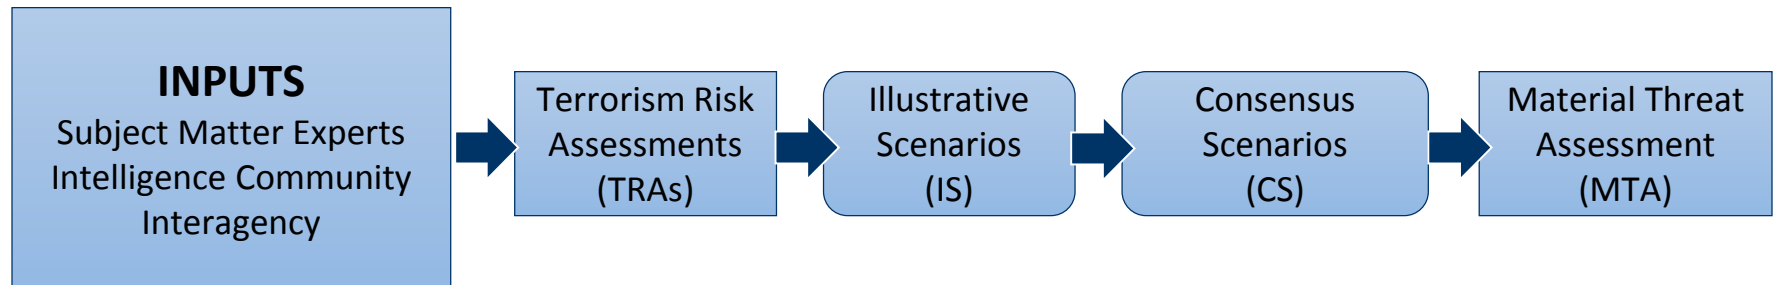 INPUTS
Subject Matter Experts
Intelligence Community
Interagency
Terrorism Risk
Assessments
(TRAs)
Illustrative
Scenarios
(IS)
Consensus
Scenarios
(CS)
Material Threat
Assessment
(MTA)